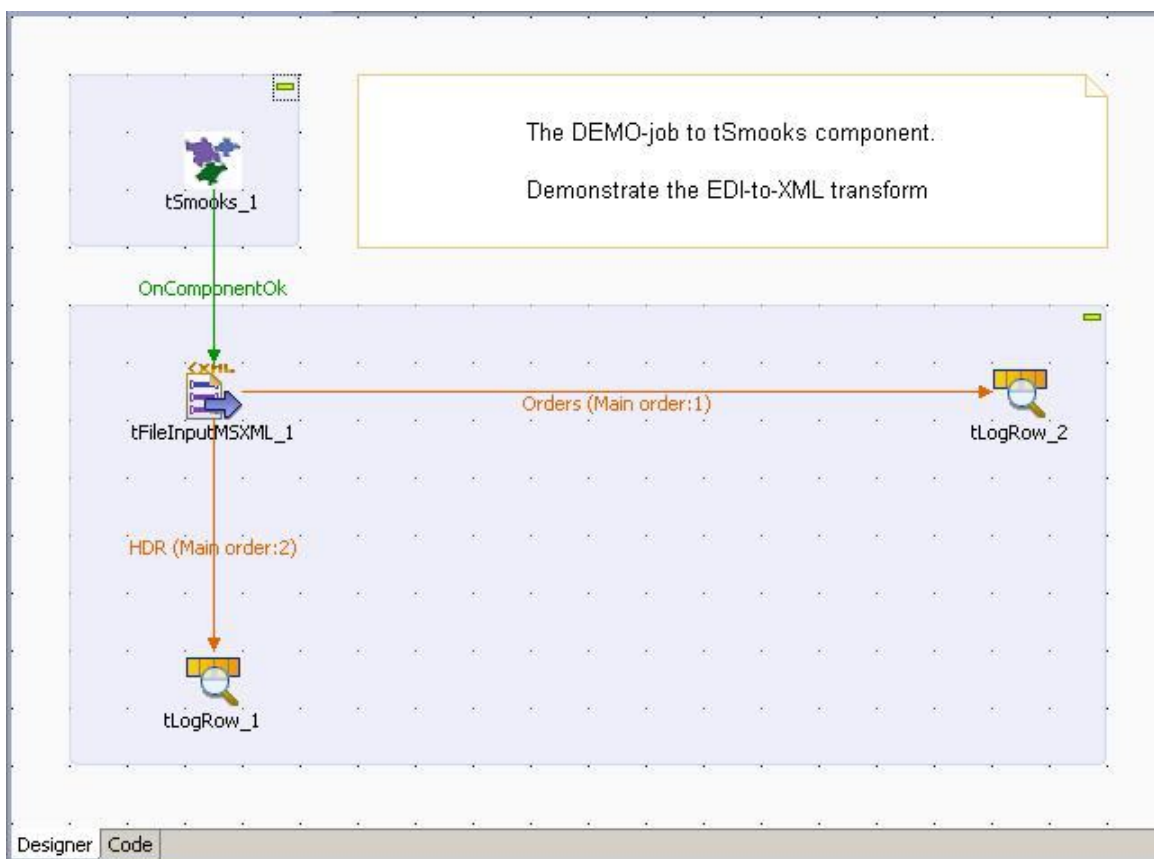 The DEMO-job to tSmooks component.
Demonstrate the EDI-to-XML transform
tSmooks_1
OnComponentOk
<XML
tFileInputMSXML_1
Orders (Main order:1)
tLogRow_2
HDR (Main order:2)
tLogRow_1
Designer
Code